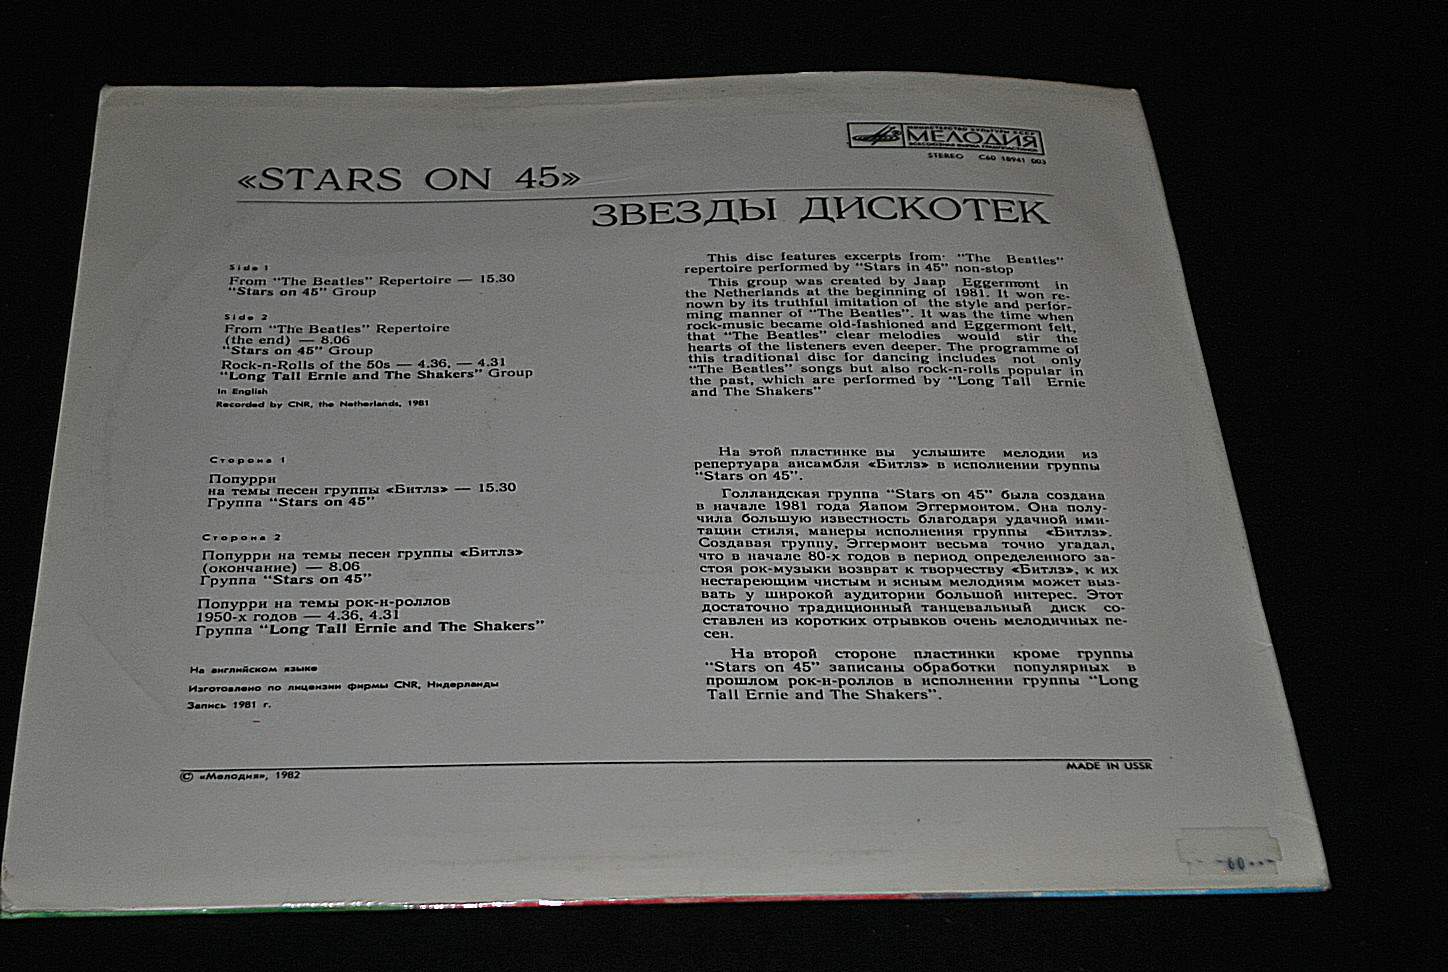 МИНИСТЕРСТВО КУЛЬТУРЫ СССР
МЕЛОДИЯ
ВСЕСОЮЗНАЯ ФИРМА ГРАМПЛАСТИНОК
STEREO С60 18941 003
«STARS ON 45»
ЗВЕЗДЫ ДИСКОТЕК
Side 1
From "The Beatles" Repertoire — 15.30
"Stars on 45" Group
Side 2
From "The Beatles" Repertoire
(the end) — 8.06
"Stars on 45" Group
Rock-n-Rolls of the 50s — 4.36, — 4.31
"Long Tall Ernie and The Shakers" Group
In English
Recorded by CNR, the Netherlands, 1981
This disc features excerpts from "The Beatles"
repertoire performed by "Stars in 45" non-stop
This group was created by Jaap Eggermont in
the Netherlands at the beginning of 1981. It won re-
nown by its truthful imitation of the style and perfor-
ming manner of "The Beatles". It was the time when
rock-music became old-fashioned and Eggermont felt,
that "The Beatles" clear melodies would stir the
hearts of the listeners even deeper. The programme of
this traditional disc for dancing includes not only
"The Beatles" songs but also rock-n-rolls popular in
the past, which are performed by "Long Tall Ernie
and The Shakers"
Сторона 1
Попурри
на темы песен группы «Битлз» — 15.30
Группа "Stars on 45"
Сторона 2
Попурри на темы песен группы «Битлз»
(окончание) — 8.06
Группа "Stars on 45"
Попурри на темы рок-н-роллов
1950-х годов — 4.36, 4.31
Группа "Long Tall Ernie and The Shakers"
На английском языке
Изготовлено по лицензии фирмы CNR, Нидерланды
Запись 1981 г.
На этой пластинке вы услышите мелодии из
репертуара ансамбля «Битлз» в исполнении группы
"Stars on 45".
Голландская группа "Stars on 45" была создана
в начале 1981 года Яапом Эггермонтом. Она полу-
чила большую известность благодаря удачной ими-
тации стиля, манеры исполнения группы «Битлз».
Создавая группу, Эггермонт весьма точно угадал,
что в начале 80-х годов в период определенного за-
стоя рок-музыки возврат к творчеству «Битлз», к их
нестареющим чистым и ясным мелодиям может выз-
вать у широкой аудитории большой интерес. Этот
достаточно традиционный танцевальный диск со-
ставлен из коротких отрывков очень мелодичных пе-
сен.
На второй стороне пластинки кроме группы
"Stars on 45" записаны обработки популярных в
прошлом рок-н-роллов в исполнении группы "Long
Tall Ernie and The Shakers".
© «Мелодия», 1982
MADE IN USSR